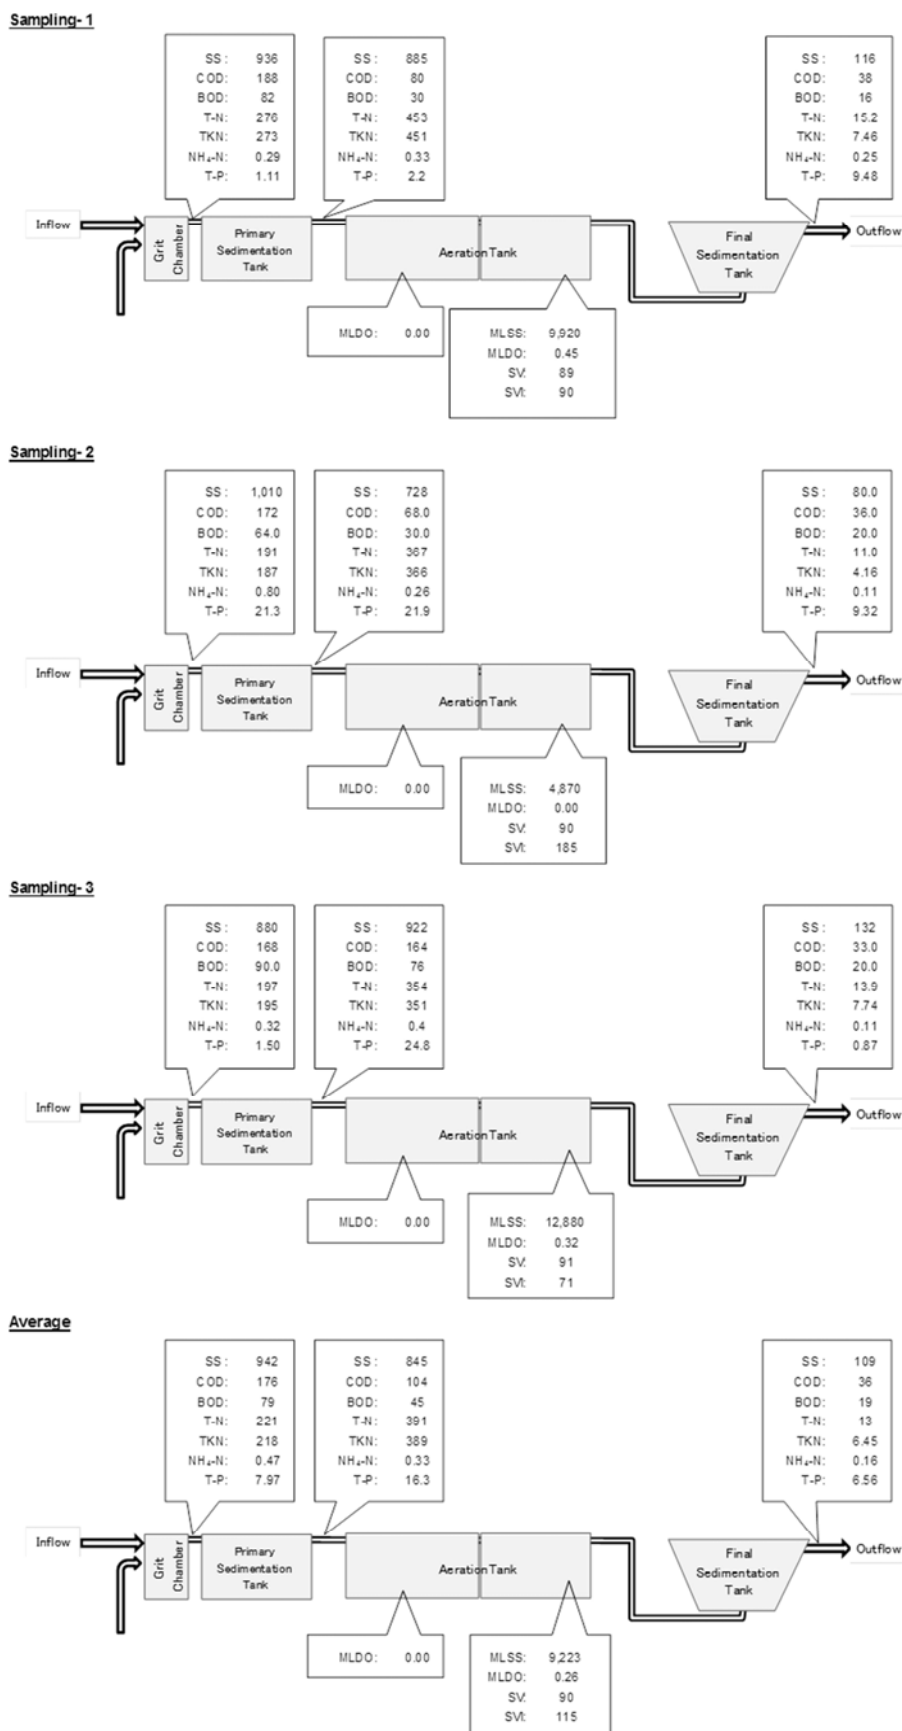 Sampling- 1
SS: 936
COD: 188
BOD: 82
T-N: 276
TKN: 273
NH₄-N: 0.29
T-P: 1.11
SS: 885
COD: 80
BOD: 30
T-N: 453
TKN: 451
NH₄-N: 0.33
T-P: 2.2
SS: 116
COD: 38
BOD: 16
T-N: 15.2
TKN: 7.46
NH₄-N: 0.25
T-P: 9.48
Inflow
Grit
Chamber
Primary
Sedimentation
Tank
Aeration Tank
Final
Sedimentation
Tank
Outflow
MLDO: 0.00
MLSS: 9,920
MLDO: 0.45
SV: 89
SVI: 90
Sampling- 2
SS: 1,010
COD: 172
BOD: 64.0
T-N: 191
TKN: 187
NH₄-N: 0.80
T-P: 21.3
SS: 728
COD: 68.0
BOD: 30.0
T-N: 367
TKN: 366
NH₄-N: 0.26
T-P: 21.9
SS: 80.0
COD: 36.0
BOD: 20.0
T-N: 11.0
TKN: 4.16
NH₄-N: 0.11
T-P: 9.32
Inflow
Grit
Chamber
Primary
Sedimentation
Tank
Aeration Tank
Final
Sedimentation
Tank
Outflow
MLDO: 0.00
MLSS: 4,870
MLDO: 0.00
SV: 90
SVI: 185
Sampling- 3
SS: 880
COD: 168
BOD: 90.0
T-N: 197
TKN: 195
NH₄-N: 0.32
T-P: 1.50
SS: 922
COD: 164
BOD: 76
T-N: 354
TKN: 351
NH₄-N: 0.4
T-P: 24.8
SS: 132
COD: 33.0
BOD: 20.0
T-N: 13.9
TKN: 7.74
NH₄-N: 0.11
T-P: 0.87
Inflow
Grit
Chamber
Primary
Sedimentation
Tank
Aeration Tank
Final
Sedimentation
Tank
Outflow
MLDO: 0.00
MLSS: 12,880
MLDO: 0.32
SV: 91
SVI: 71
Average
SS: 942
COD: 176
BOD: 79
T-N: 221
TKN: 218
NH₄-N: 0.47
T-P: 7.97
SS: 845
COD: 104
BOD: 45
T-N: 391
TKN: 389
NH₄-N: 0.33
T-P: 16.3
SS: 109
COD: 36
BOD: 19
T-N: 13
TKN: 6.45
NH₄-N: 0.16
T-P: 6.56
Inflow
Grit
Chamber
Primary
Sedimentation
Tank
Aeration Tank
Final
Sedimentation
Tank
Outflow
MLDO: 0.00
MLSS: 9,223
MLDO: 0.26
SV: 90
SVI: 115